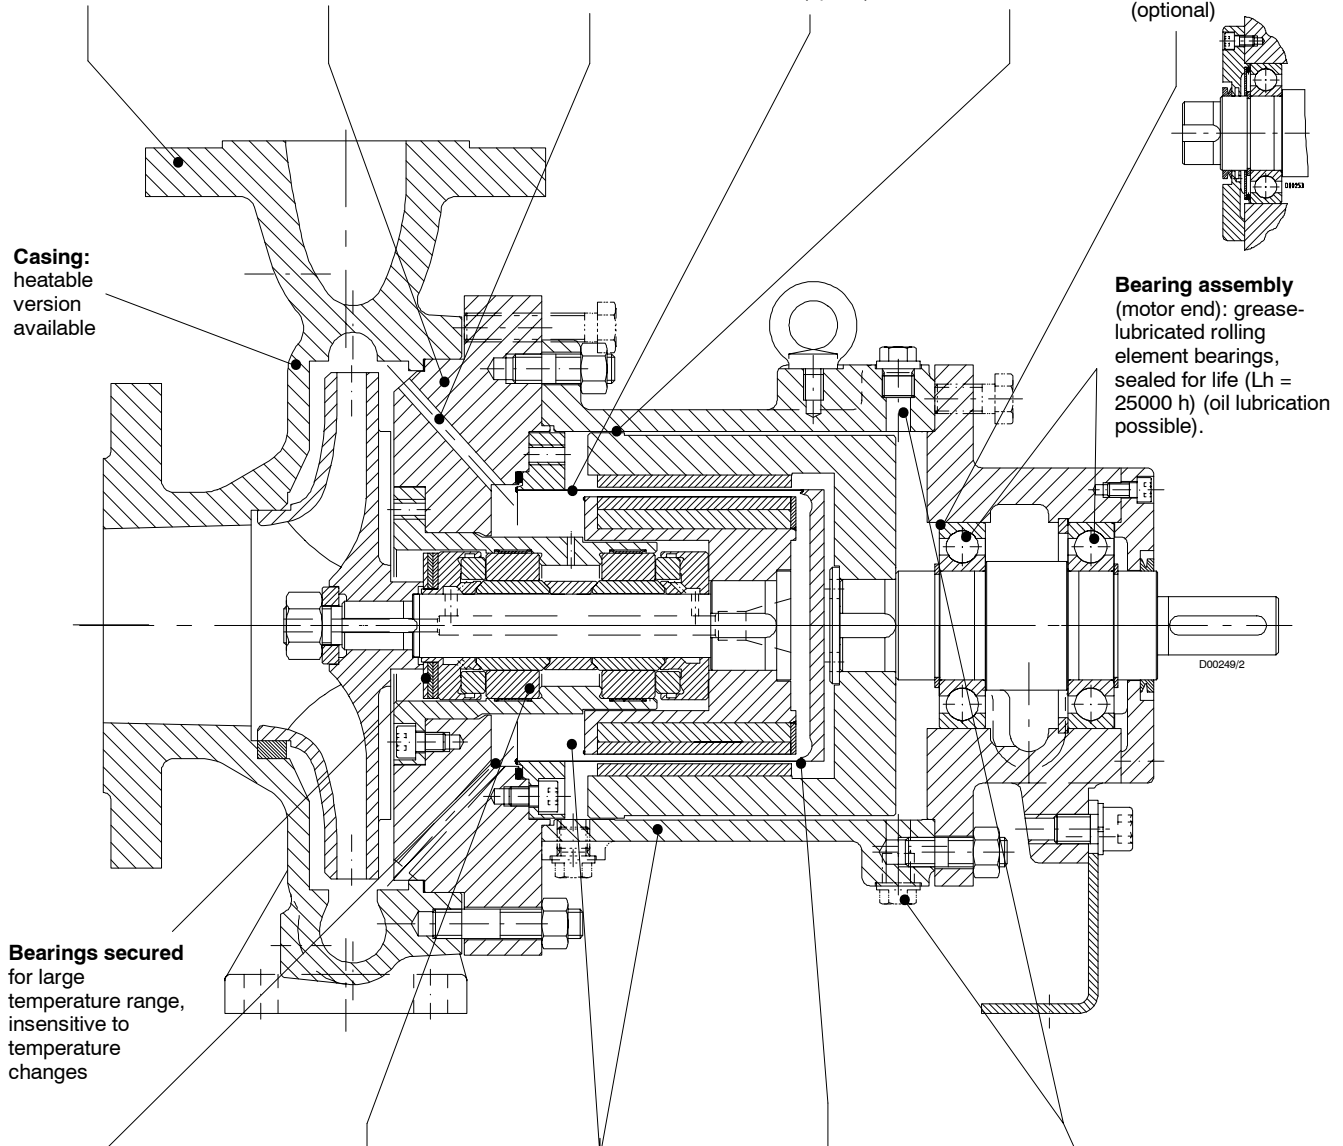 (optional)
D00253
Casing:
heatable
version
available
Bearing assembly
(motor end): grease-
lubricated rolling
element bearings,
sealed for life (Lh =
25000 h) (oil lubrication
possible).
D00249/2
Bearings secured
for large
temperature range,
insensitive to
temperature
changes